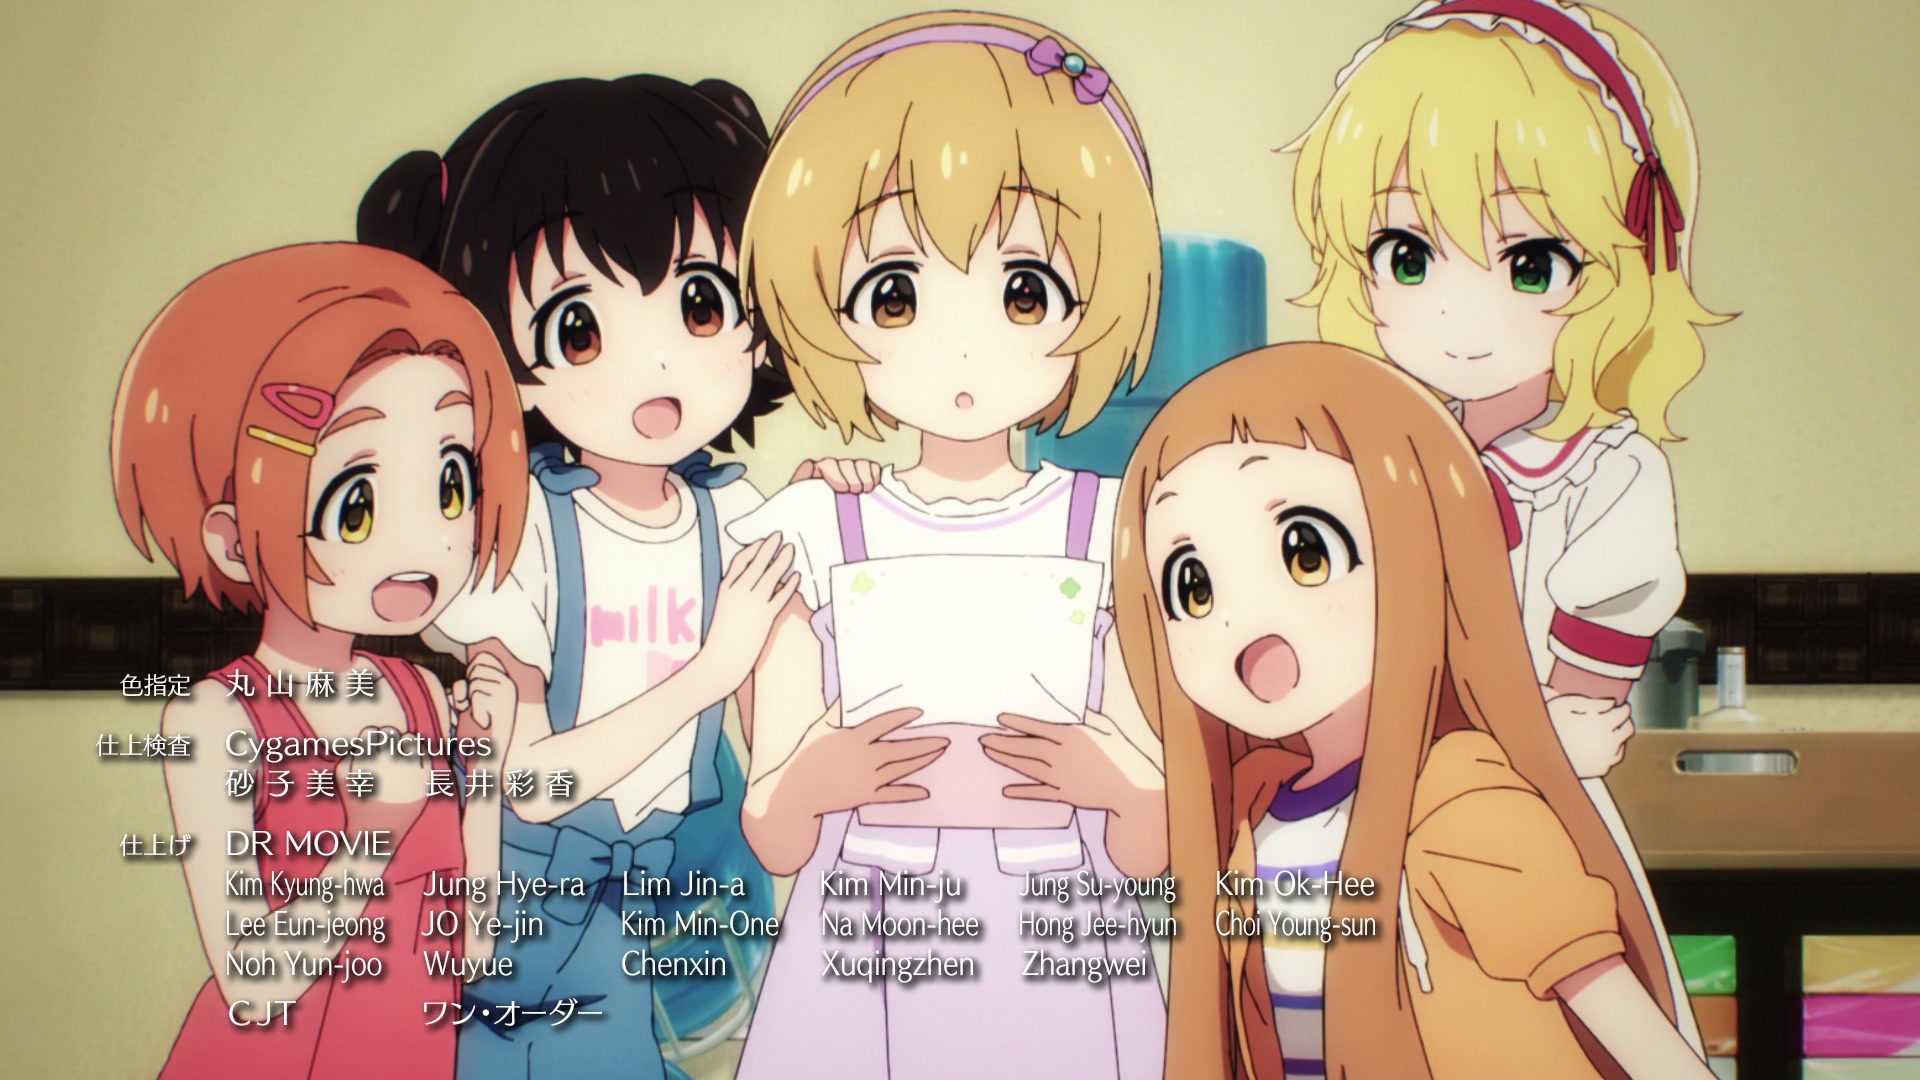 milk
色指定 丸山麻美
仕上検査 CygamesPictures
砂子美幸 長井彩香
仕上げ DR MOVIE
Kim Kyung-hwa Jung Hye-ra Lim Jin-a Kim Min-ju Jung Su-young Kim Ok-Hee
Lee Eun-jeong JO Ye-jin Kim Min-One Na Moon-hee Hong Jee-hyun Choi Young-sun
Noh Yun-joo Wuyue Chenxin Xuqingzhen Zhangwei
CJT ワン・オーダー